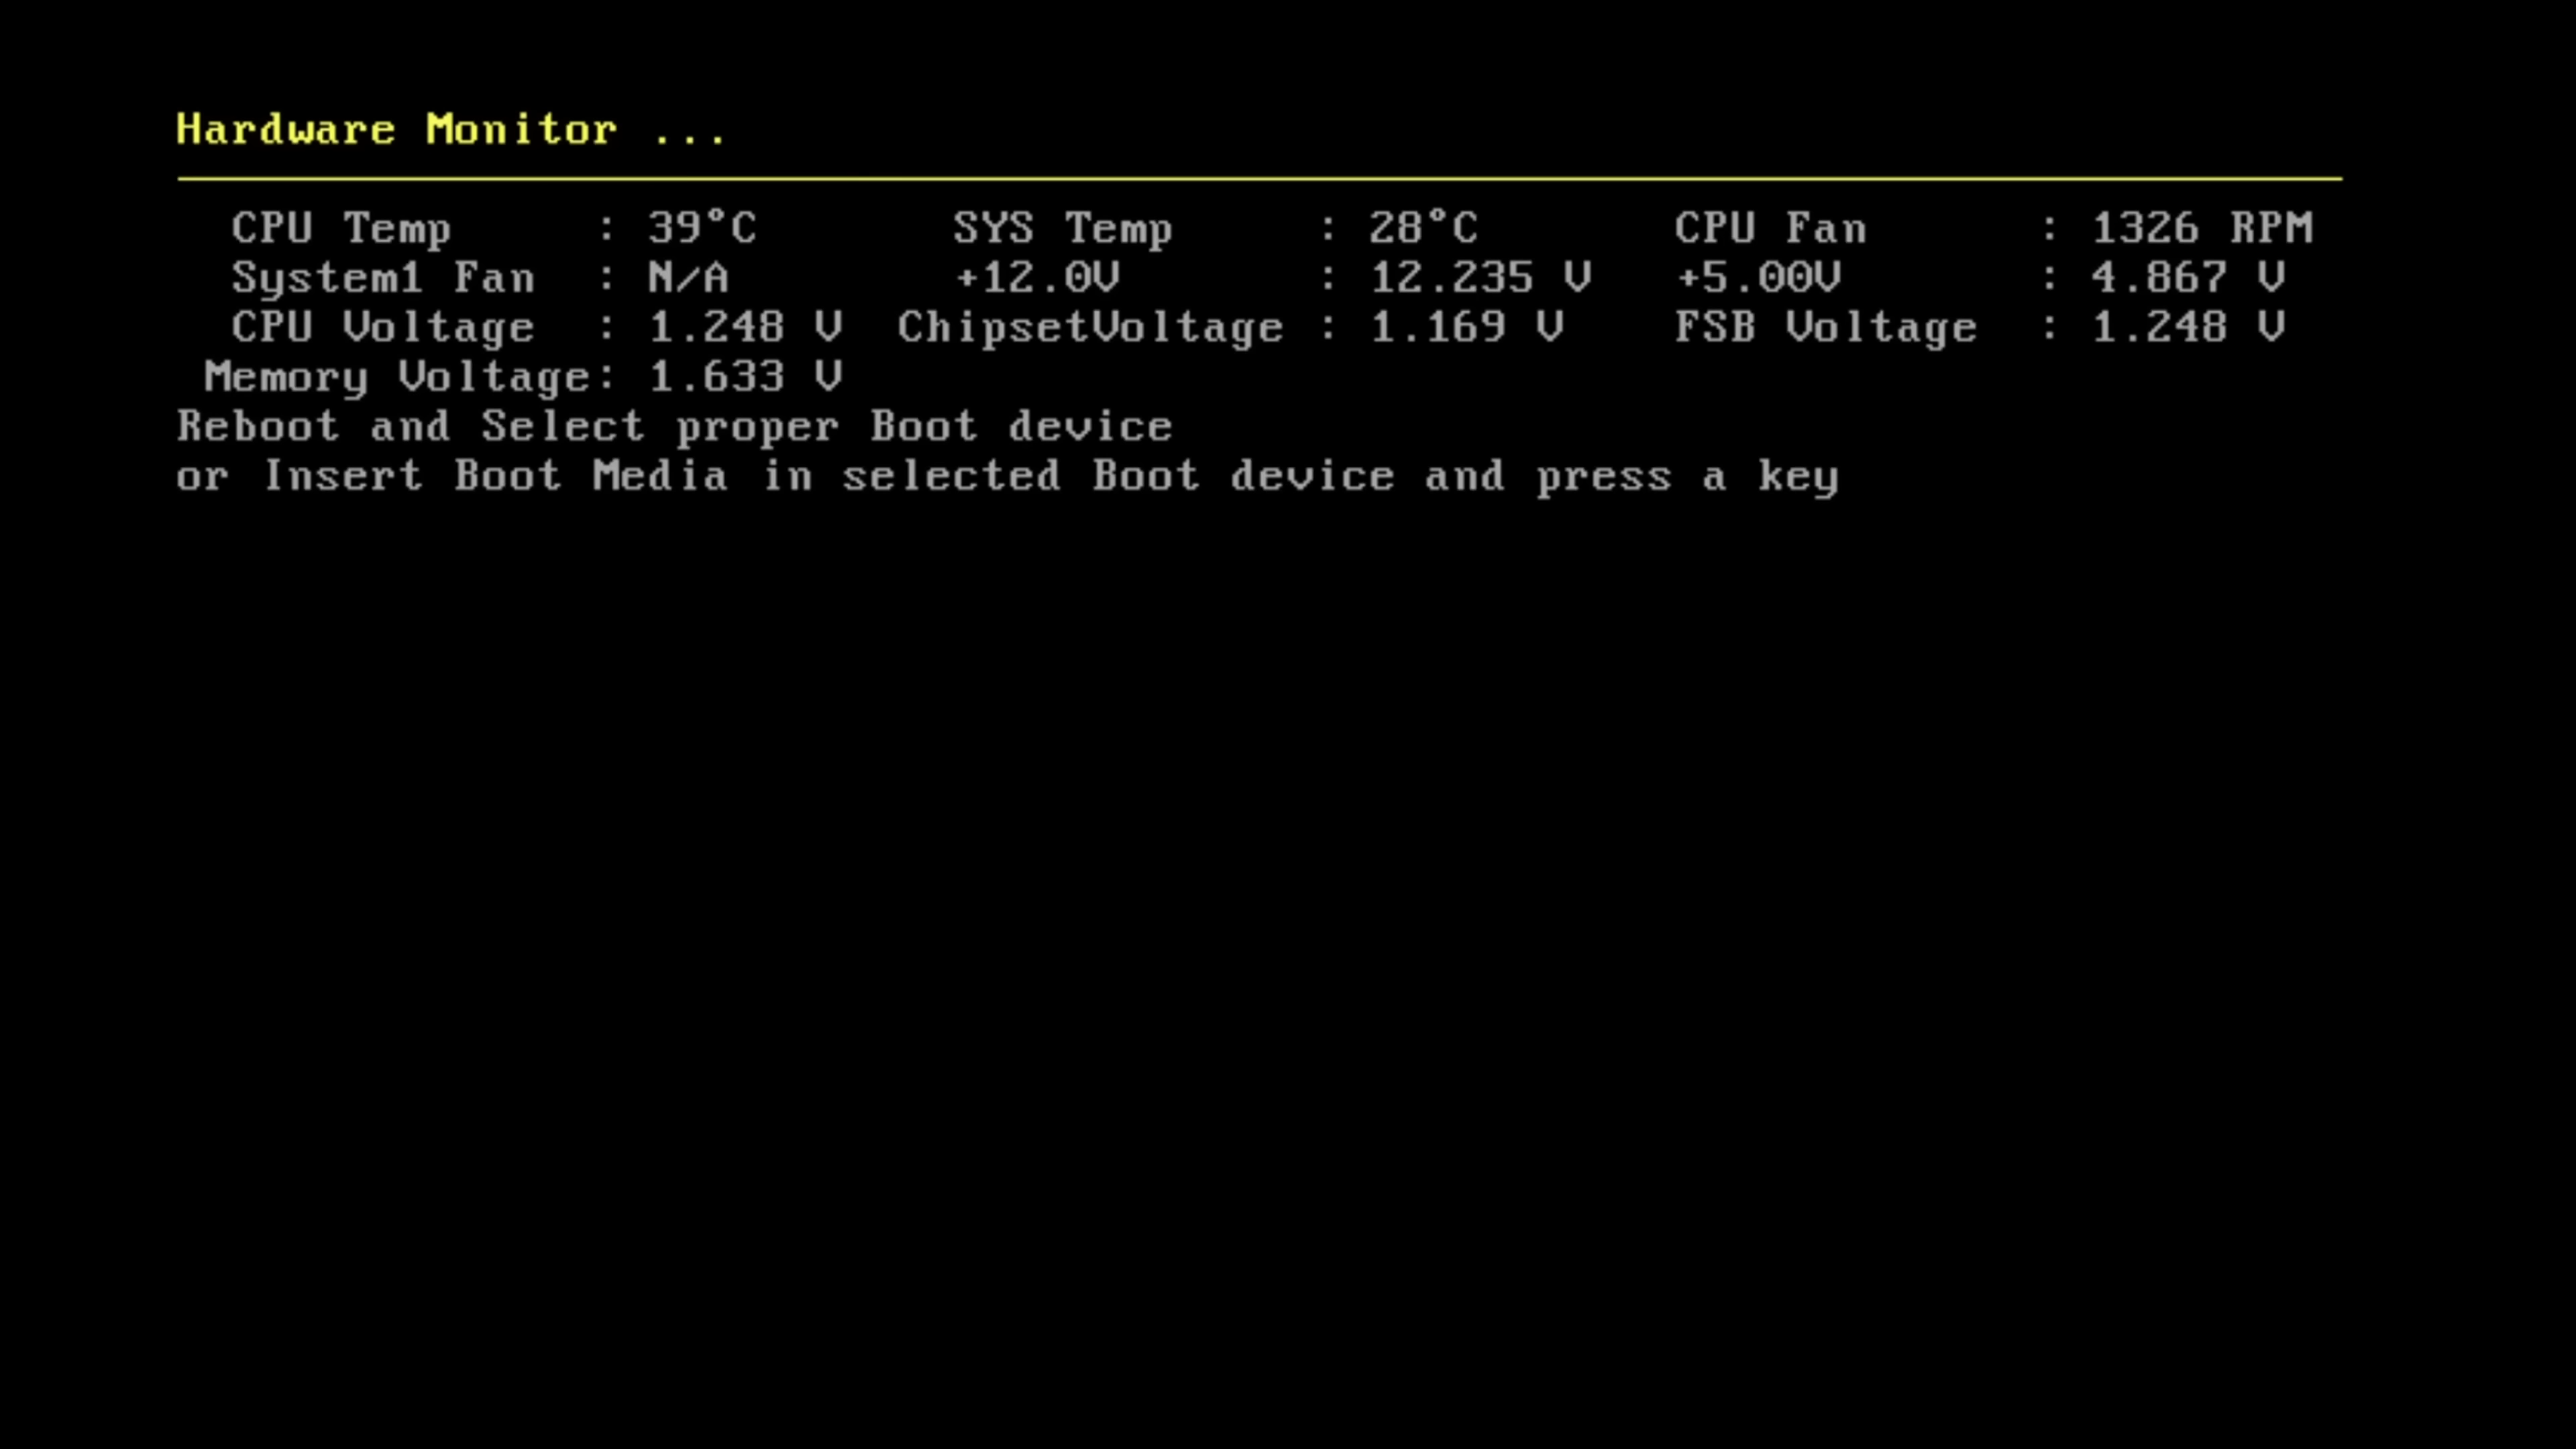 Hardware Monitor ...
CPU Temp : 39°C SYS Temp : 28°C CPU Fan : 1326 RPM
System1 Fan : N/A +12.0V : 12.235 V +5.00V : 4.867 V
CPU Voltage : 1.248 V ChipsetVoltage : 1.169 V FSB Voltage : 1.248 V
Memory Voltage: 1.633 V
Reboot and Select proper Boot device
or Insert Boot Media in selected Boot device and press a key